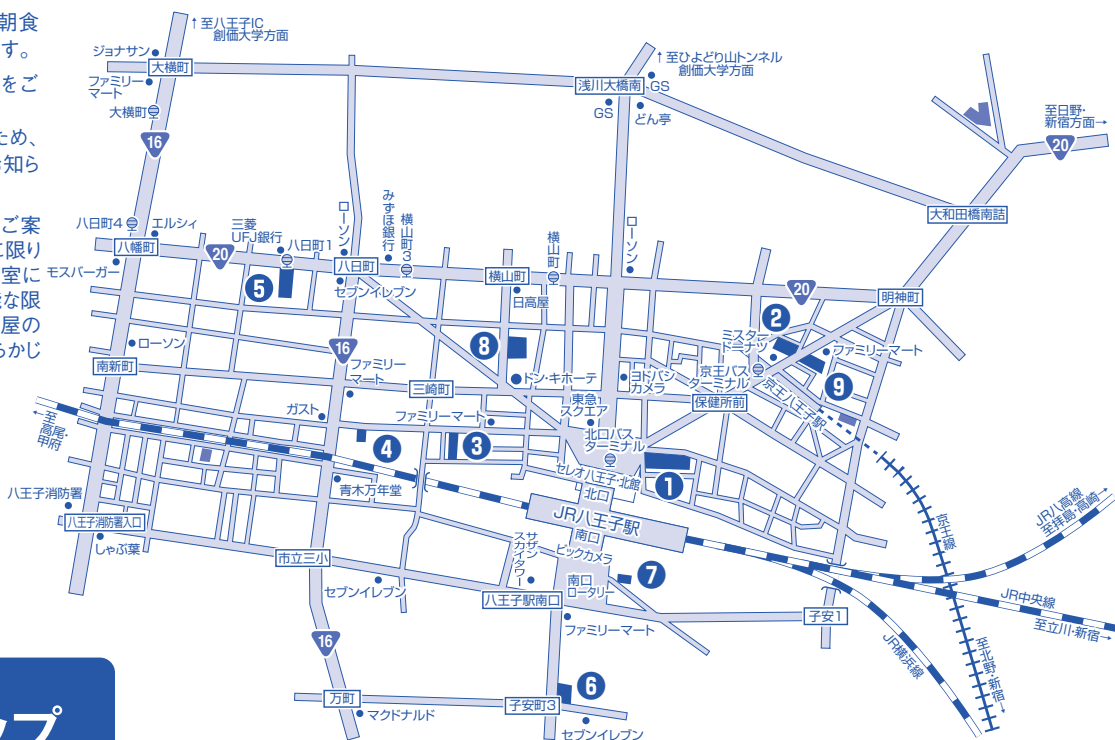 朝食
す。
をご
ため、
知ら
ご案
に限り
室に
な限
屋の
らかじ
ップ
↑至八王子IC
創価大学方面
ジョナサン
大横町
ファミリー
マート
大横町
16
↑至ひよどり山トンネル
創価大学方面
浅川大橋南
GS
GS
どん亭
至日野・
新宿方面→
20
大和田橋南詰
八日町4
エルシィ
八幡町
モスバーガー
20
三菱
UFJ銀行
八日町1
5
ローソン
八日町
セブンイレブン
みずほ銀行
横山町3
横山町
日高屋
横山町
ローソン
20
明神町
2
ミスター
ドーナツ
ファミリーマート
京王バス
ターミナル
9
京王八王子駅
保健所前
8
ドン・キホーテ
ヨドバシ
カメラ
ローソン
南新町
16
ファミリー
マート
三崎町
ガスト
ファミリーマート
東急
スクエア
北口バス
ターミナル
4
3
1
←至
高尾・
甲府
青木万年堂
セレオ八王子・北館
北口
JR八王子駅
南口
八王子消防署
八王子消防署入口
しゃぶ葉
市立三小
セブンイレブン
サザン
スカイタワー
ビックカメラ
7
南口
ロータリー
八王子駅南口
ファミリーマート
子安1
京王線
JR八高線
至拝島・高崎→
JR中央線
至立川・新宿→
JR横浜線
至北野・新宿→
16
万町
マクドナルド
子安町3
6
セブンイレブン